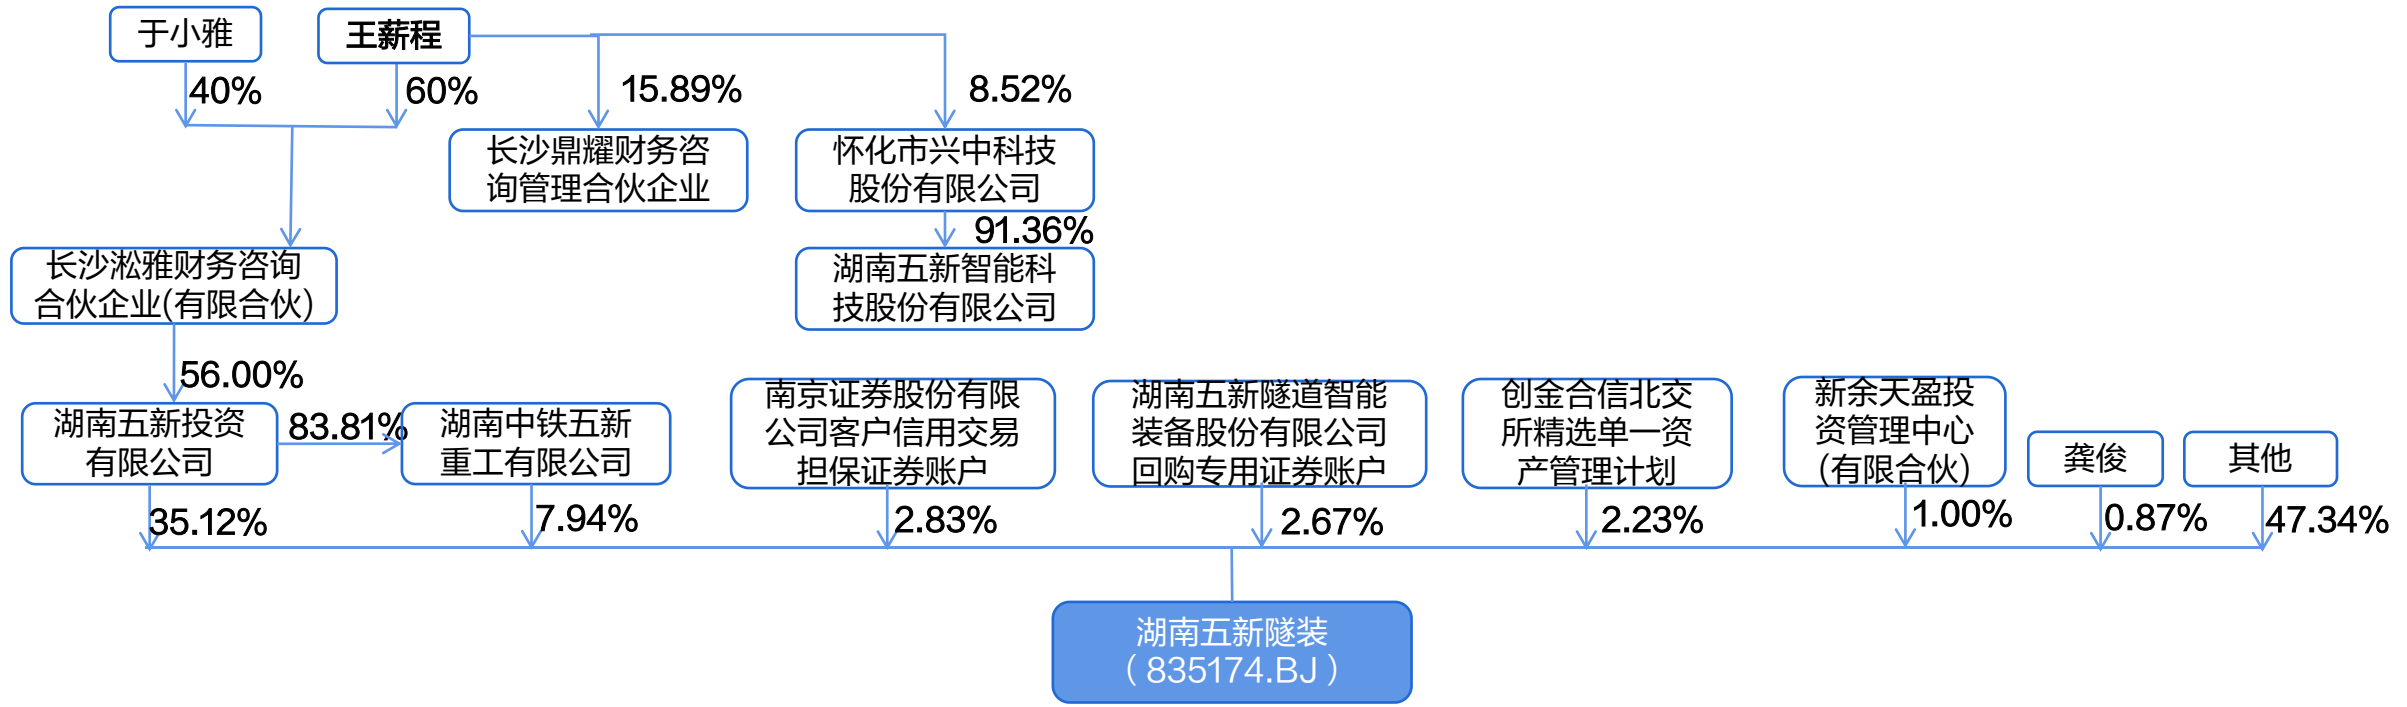 于小雅
王薪程
40%
60%
15.89%
8.52%
长沙鼎耀财务咨
询管理合伙企业
怀化市兴中科技
股份有限公司
91.36%
长沙淞雅财务咨询
合伙企业(有限合伙)
湖南五新智能科
技股份有限公司
56.00%
湖南五新投资
有限公司
83.81%
湖南中铁五新
重工有限公司
南京证券股份有限
公司客户信用交易
担保证券账户
湖南五新隧道智能
装备股份有限公司
回购专用证券账户
创金合信北交
所精选单一资
产管理计划
新余天盈投
资管理中心
(有限合伙)
龚俊
其他
35.12%
7.94%
2.83%
2.67%
2.23%
1.00%
0.87%
47.34%
湖南五新隧装
（835174.BJ）